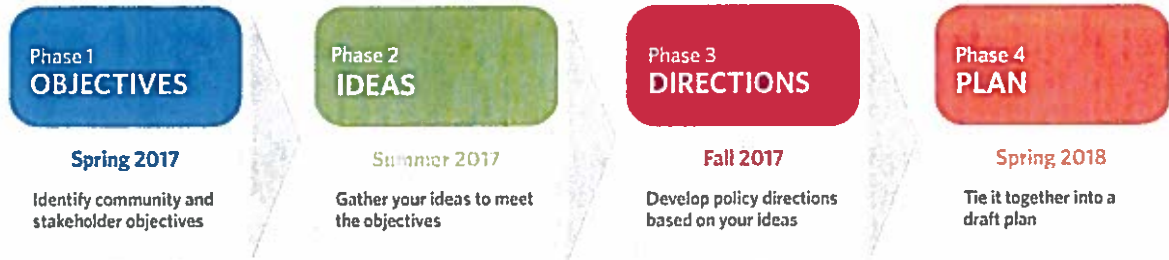 Phase 1
OBJECTIVES
Spring 2017
Identify community and
stakeholder objectives
Phase 2
IDEAS
Summer 2017
Gather your ideas to meet
the objectives
Phase 3
DIRECTIONS
Fall 2017
Develop policy directions
based on your ideas
Phase 4
PLAN
Spring 2018
Tie it together into a
draft plan